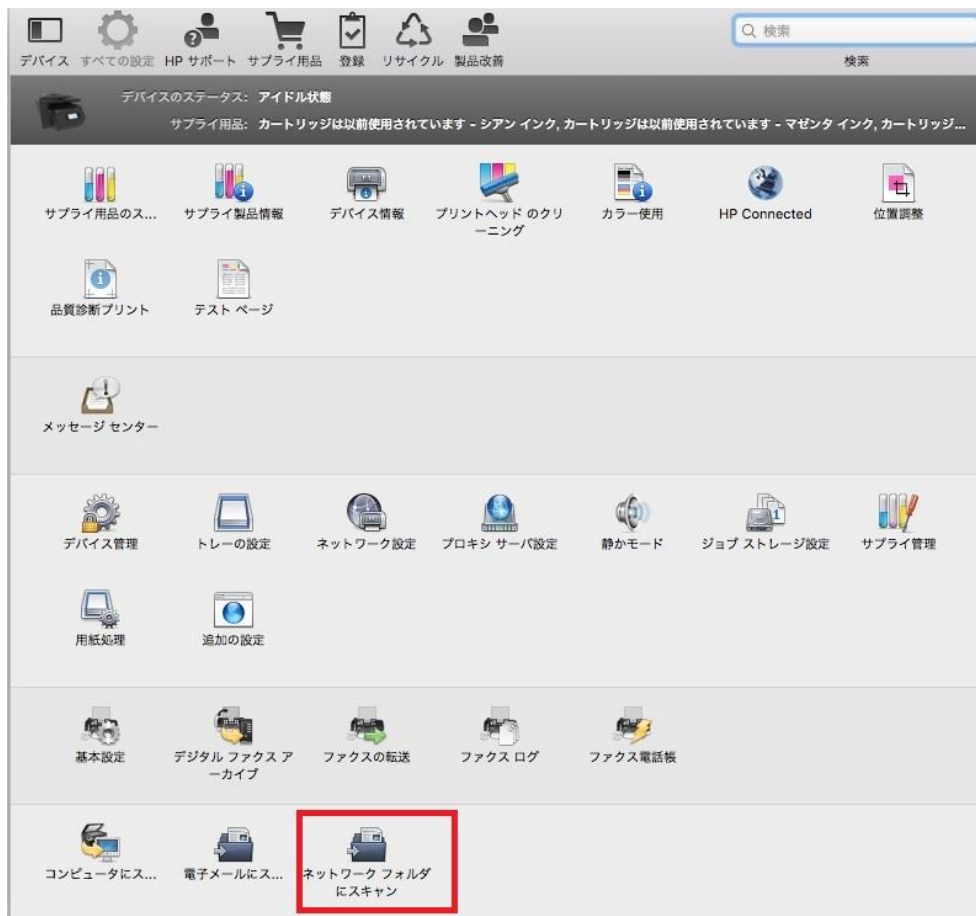 デバイス すべての設定 HP サポート サプライ用品 登録 リサイクル 製品改善
検索
検索
デバイスのステータス: アイドル状態
サプライ用品: カートリッジは以前使用されています - シアン インク, カートリッジは以前使用されています - マゼンタ インク, カートリッジ...
サプライ用品のス... サプライ製品情報 デバイス情報 プリントヘッド のクリ カラー使用 HP Connected 位置調整
ーニング
品質診断プリント テスト ページ
メッセージ センター
デバイス管理 トレーの設定 ネットワーク設定 プロキシ サーバ設定 静かモード ジョブ ストレージ設定 サプライ管理
用紙処理 追加の設定
基本設定 デジタル ファクス ア ファクスの転送 ファクス ログ ファクス電話帳
ーカイブ
コンピュータにス... 電子メールにス... ネットワーク フォルダ
にスキャン